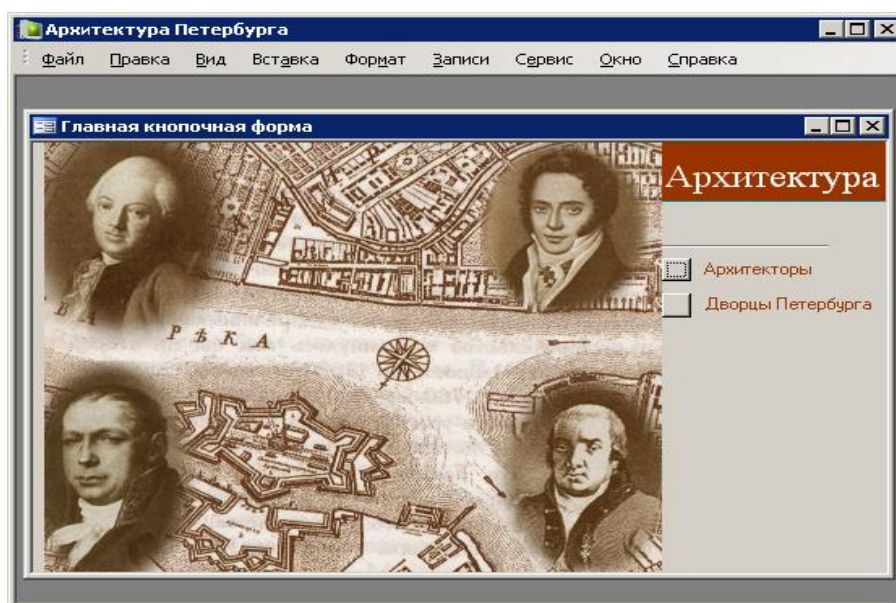 Архитектура Петербурга
Файл Правка Вид Вставка Формат Записи Сервис Окно Справка
Главная кнопочная форма
Архитектура
Архитекторы
Дворцы Петербурга
В А
РѢКА